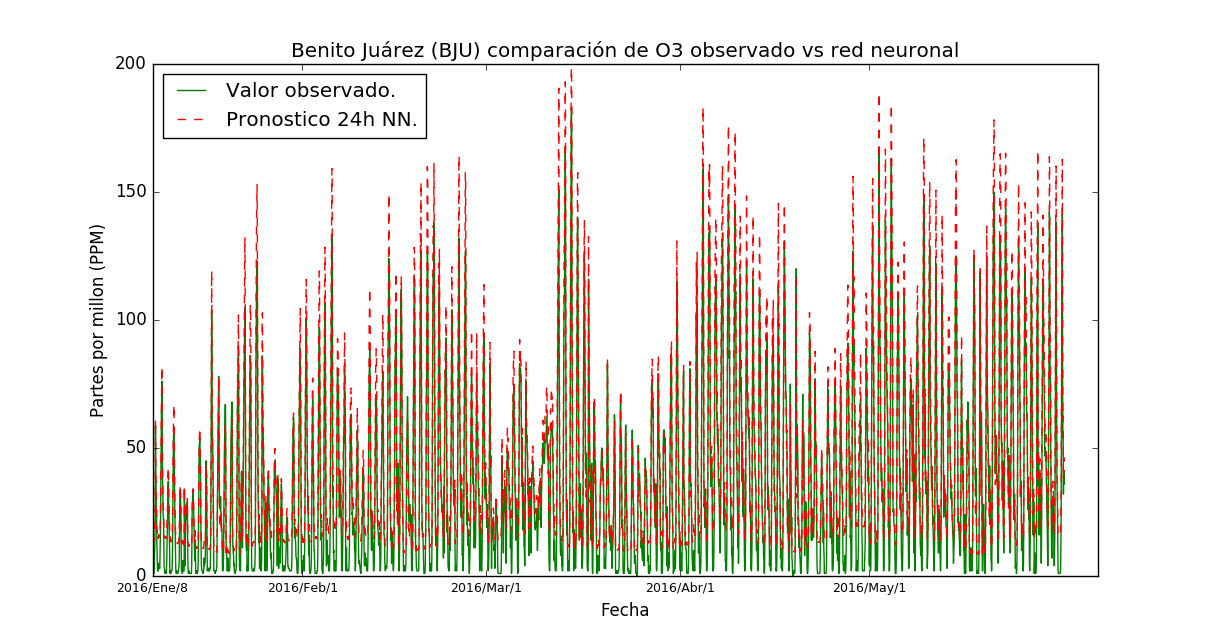 Benito Juárez (BJU) comparación de O3 observado vs red neuronal
200
Valor observado.
Pronostico 24h NN.
150
100
50
0
Partes por millon (PPM)
2016/Ene/8
2016/Feb/1
2016/Mar/1
2016/Abr/1
2016/May/1
Fecha